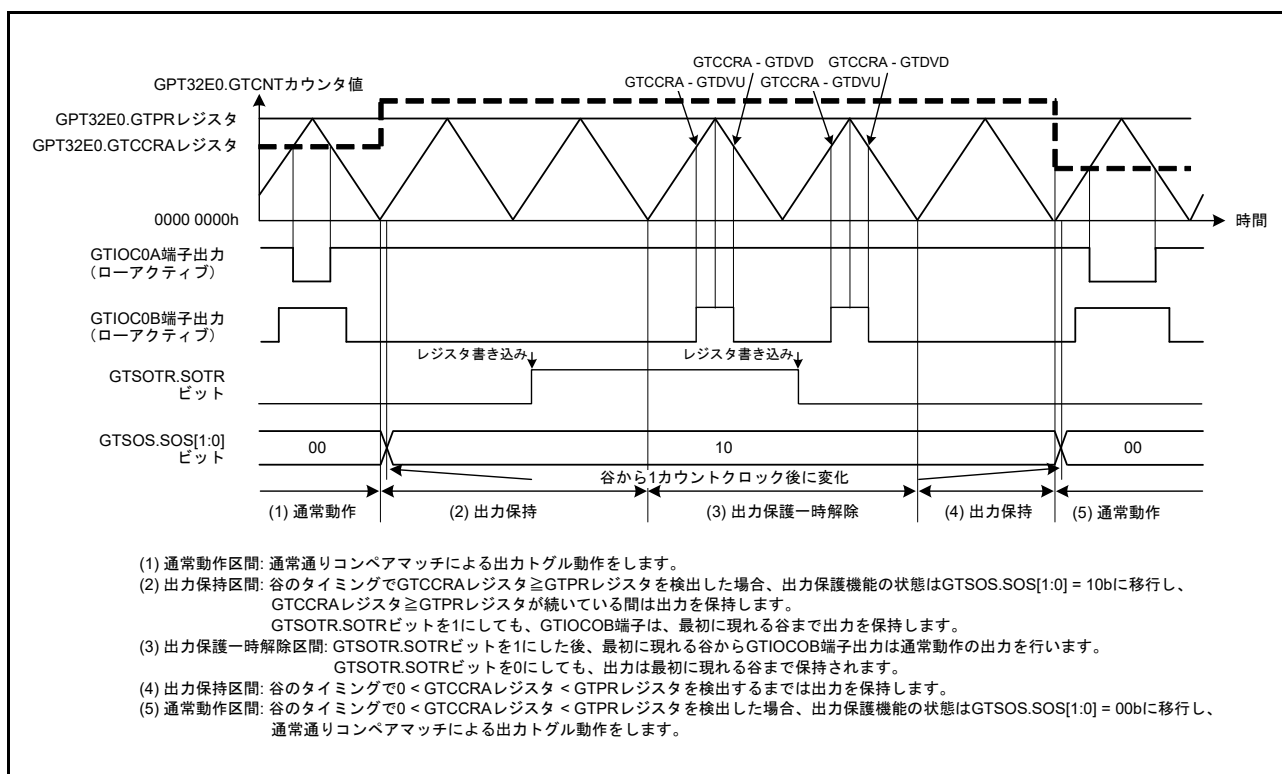 GTCCRA - GTDVD GTCCRA - GTDVD
GTCCRA - GTDVU GTCCRA - GTDVU
GPT32E0.GTCNTカウンタ値
GPT32E0.GTPRレジスタ
GPT32E0.GTCCRAレジスタ
0000 0000h
時間
GTIOC0A端子出力
（ローアクティブ）
GTIOC0B端子出力
（ローアクティブ）
レジスタ書き込み レジスタ書き込み
GTSOTR.SOTR
ビット
GTSOS.SOS[1:0]
ビット
00 10 00
谷から1カウントクロック後に変化
(1) 通常動作 (2) 出力保持 (3) 出力保護一時解除 (4) 出力保持 (5) 通常動作
(1) 通常動作区間: 通常通りコンペアマッチによる出力トグル動作をします。
(2) 出力保持区間: 谷のタイミングでGTCCRAレジスタ≧GTPRレジスタを検出した場合、出力保護機能の状態はGTSOS.SOS[1:0] = 10bに移行し、
GTCCRAレジスタ≧GTPRレジスタが続いている間は出力を保持します。
GTSOTR.SOTRビットを1にしても、GTIOCOB端子は、最初に現れる谷まで出力を保持します。
(3) 出力保護一時解除区間: GTSOTR.SOTRビットを1にした後、最初に現れる谷からGTIOCOB端子出力は通常動作の出力を行います。
GTSOTR.SOTRビットを0にしても、出力は最初に現れる谷まで保持されます。
(4) 出力保持区間: 谷のタイミングで0 < GTCCRAレジスタ < GTPRレジスタを検出するまでは出力を保持します。
(5) 通常動作区間: 谷のタイミングで0 < GTCCRAレジスタ < GTPRレジスタを検出した場合、出力保護機能の状態はGTSOS.SOS[1:0] = 00bに移行し、
通常通りコンペアマッチによる出力トグル動作をします。